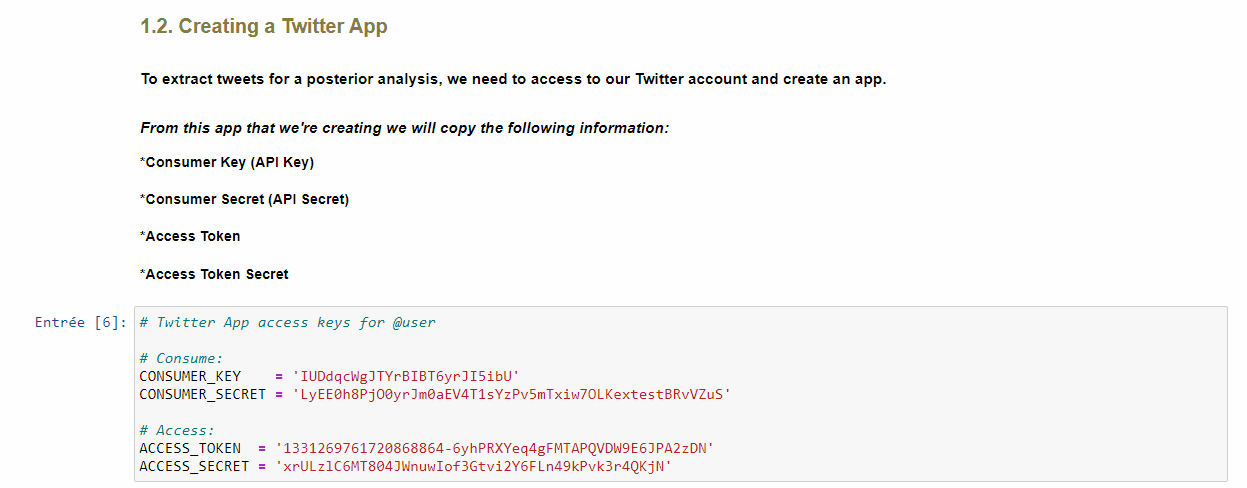 1.2. Creating a Twitter App
To extract tweets for a posterior analysis, we need to access to our Twitter account and create an app.
From this app that we're creating we will copy the following information:
*Consumer Key (API Key)
*Consumer Secret (API Secret)
*Access Token
*Access Token Secret
Entrée [6]: # Twitter App access keys for @user
# Consume:
CONSUMER_KEY    = 'IUDdqcWgJTYrBIBT6yrJI5ibU'
CONSUMER_SECRET = 'LyEE0h8PjO0yrJm0aEV4T1sYzPv5mTxiw7OLKextestBRvVZuS'
# Access:
ACCESS_TOKEN  = '1331269761720868864-6yhPRXYeq4gFMTAPQVDW9E6JPA2zDN'
ACCESS_SECRET = 'xrULzlC6MT804JWnuwIof3Gtvi2Y6FLn49kPvk3r4QKjN'